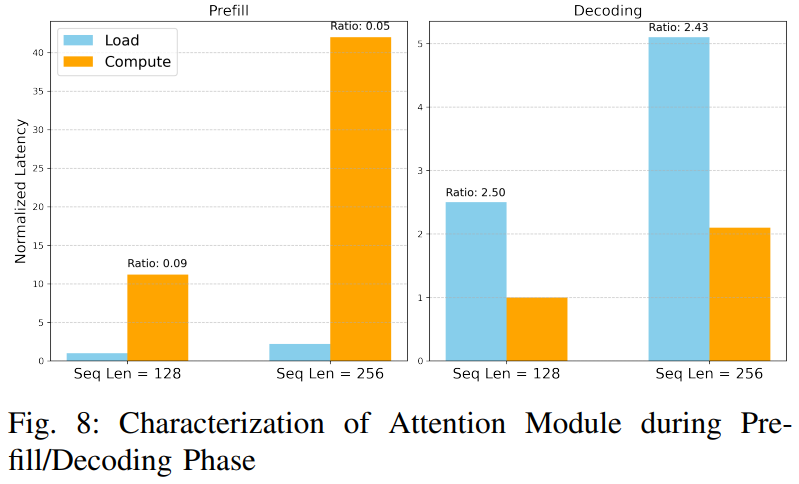 Prefill
Decoding
Ratio: 0.05
Ratio: 2.43
Load
Compute
Ratio: 0.09
Ratio: 2.50
Normalized Latency
40
35
30
25
20
15
10
5
0
5
4
3
2
1
0
Seq Len = 128
Seq Len = 256
Seq Len = 128
Seq Len = 256
Fig. 8: Characterization of Attention Module during Pre-
fill/Decoding Phase